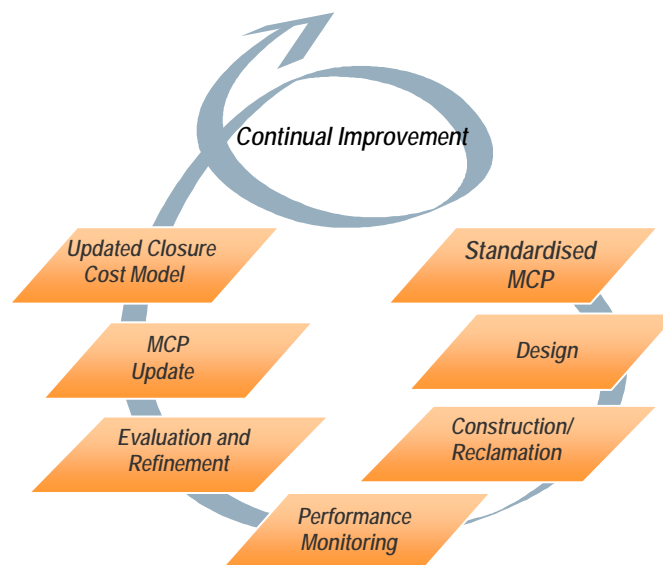 Continual Improvement
Updated Closure
Cost Model
Standardised
MCP
MCP
Update
Design
Evaluation and
Refinement
Construction/
Reclamation
Performance
Monitoring